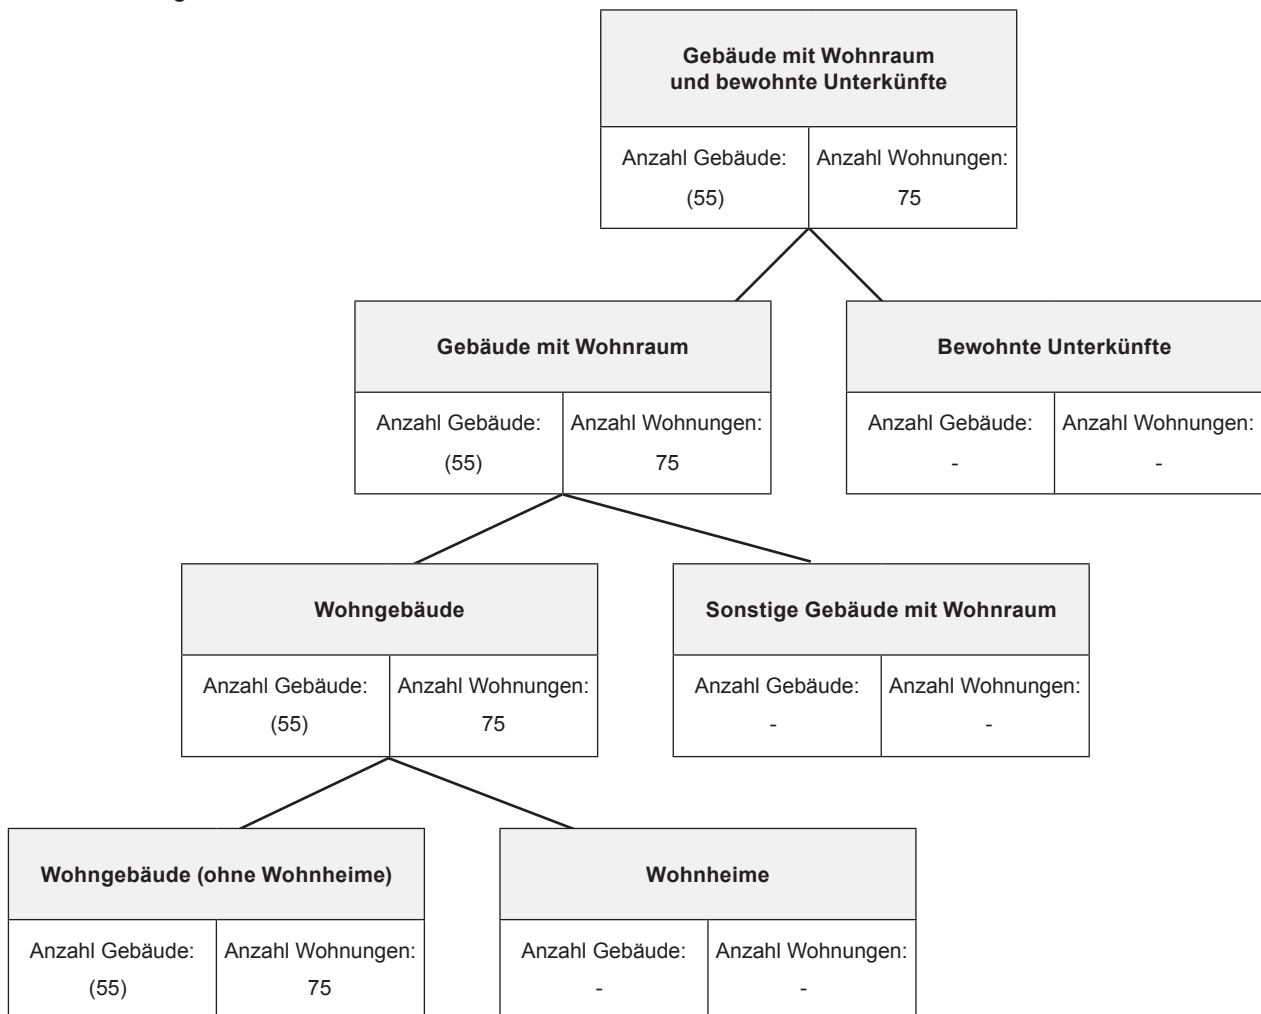 Gebäude mit Wohnraum
und bewohnte Unterkünfte
Anzahl Gebäude: Anzahl Wohnungen:
(55) 75
Gebäude mit Wohnraum Bewohnte Unterkünfte
Anzahl Gebäude: Anzahl Wohnungen: Anzahl Gebäude: Anzahl Wohnungen:
(55) 75 - -
Wohngebäude Sonstige Gebäude mit Wohnraum
Anzahl Gebäude: Anzahl Wohnungen: Anzahl Gebäude: Anzahl Wohnungen:
(55) 75 - -
Wohngebäude (ohne Wohnheime) Wohnheime
Anzahl Gebäude: Anzahl Wohnungen: Anzahl Gebäude: Anzahl Wohnungen:
(55) 75 - -